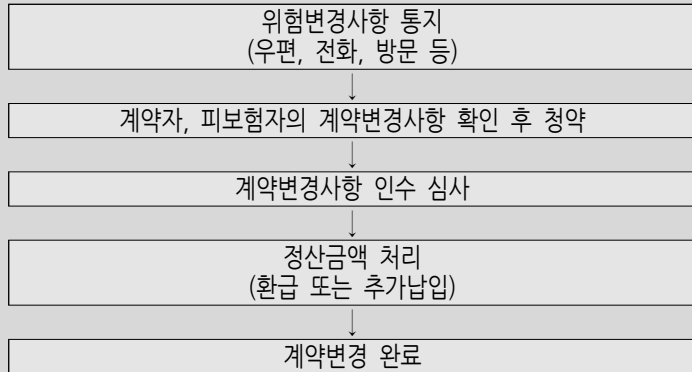 위험변경사항 통지
(우편, 전화, 방문 등)
↓
계약자, 피보험자의 계약변경사항 확인 후 청약
↓
계약변경사항 인수 심사
↓
정산금액 처리
(환급 또는 추가납입)
↓
계약변경 완료